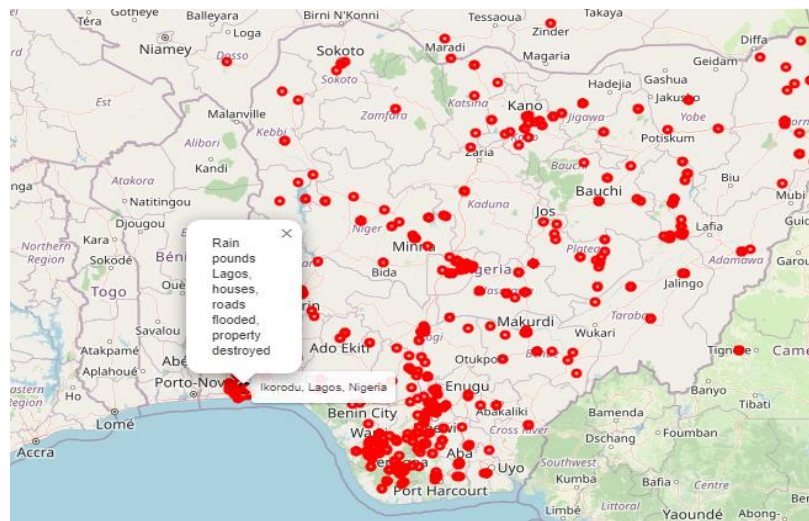 Téra
Gotheye
Balleyara
Birni N'Konni
Tessaoua
Takaya
Loga
Zinder
Niamey
Dosso
Sokoto
Maradi
Magaria
Diffa
Geidam
Sokoto
Katsina
Hadejia
Gashua
Jakusko
Est
Malanville
Zamfara
Kano
Jigawa
Yobe
Kebbi
Potiskum
Alibori
Zaria
Kandi
Biu
Atakora
Bauchi
Mubi
Natitingou
Kaduna
Jos
Djougou
Niger
Lafia
Northern
Region
Kara
Minna
Plateau
Adamawa
Sokodé
Bida
Jalingo
Togo
Taraba
Savalou
Makurdi
Wukari
Ado Ekiti
Otukpo
Atakpamé
Aplahoué
Tignère
Porto-Novo
Enugu
Banyo
Ho
Benin City
Abakaliki
Tibati
Lomé
Cross River
Bamenda
Foumban
Accra
Dschang
Aba
Uyo
Southwest
Bafia
Centre
Port Harcourt
Limbé
Littoral
Yaoundé
Abong-
×
Rain
pounds
Lagos,
houses,
roads
flooded,
property
destroyed
Ikorodu, Lagos, Nigeria